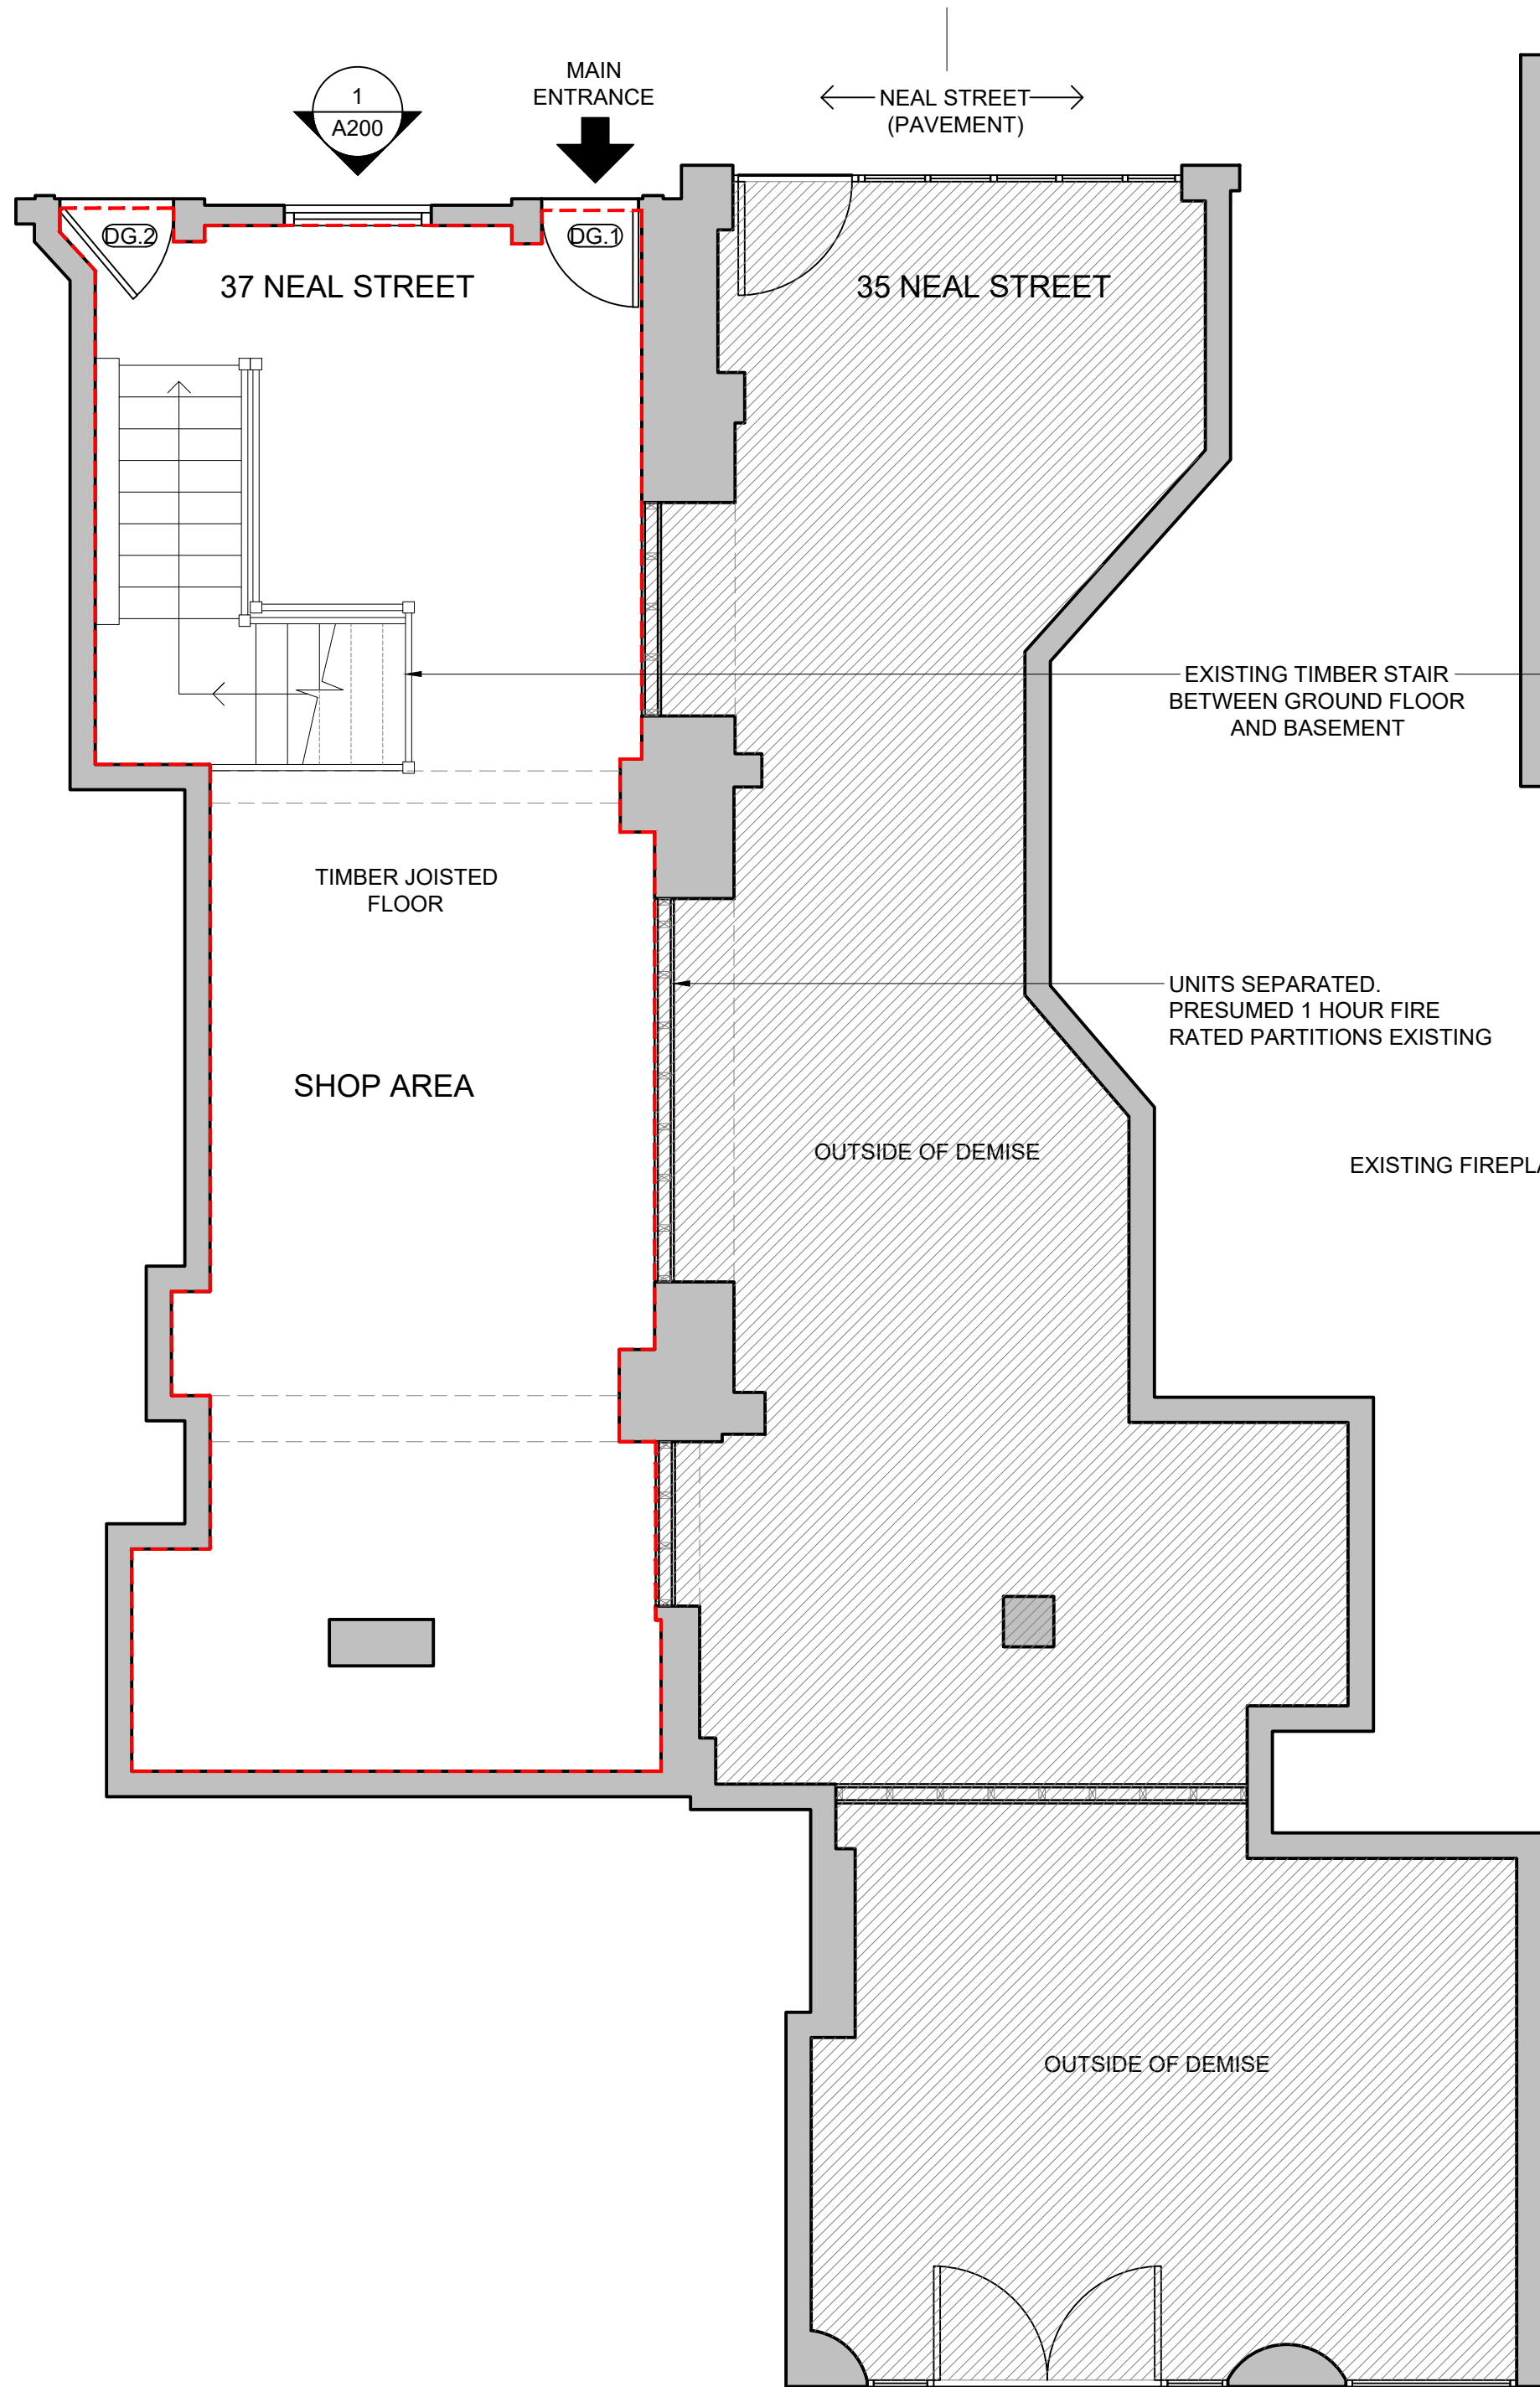 1
A200
MAIN
ENTRANCE
NEAL STREET
(PAVEMENT)
DG.2
DG.1
37 NEAL STREET
35 NEAL STREET
EXISTING TIMBER STAIR
BETWEEN GROUND FLOOR
AND BASEMENT
TIMBER JOISTED
FLOOR
UNITS SEPARATED.
PRESUMED 1 HOUR FIRE
RATED PARTITIONS EXISTING
SHOP AREA
OUTSIDE OF DEMISE
EXISTING
OUTSIDE OF DEMISE